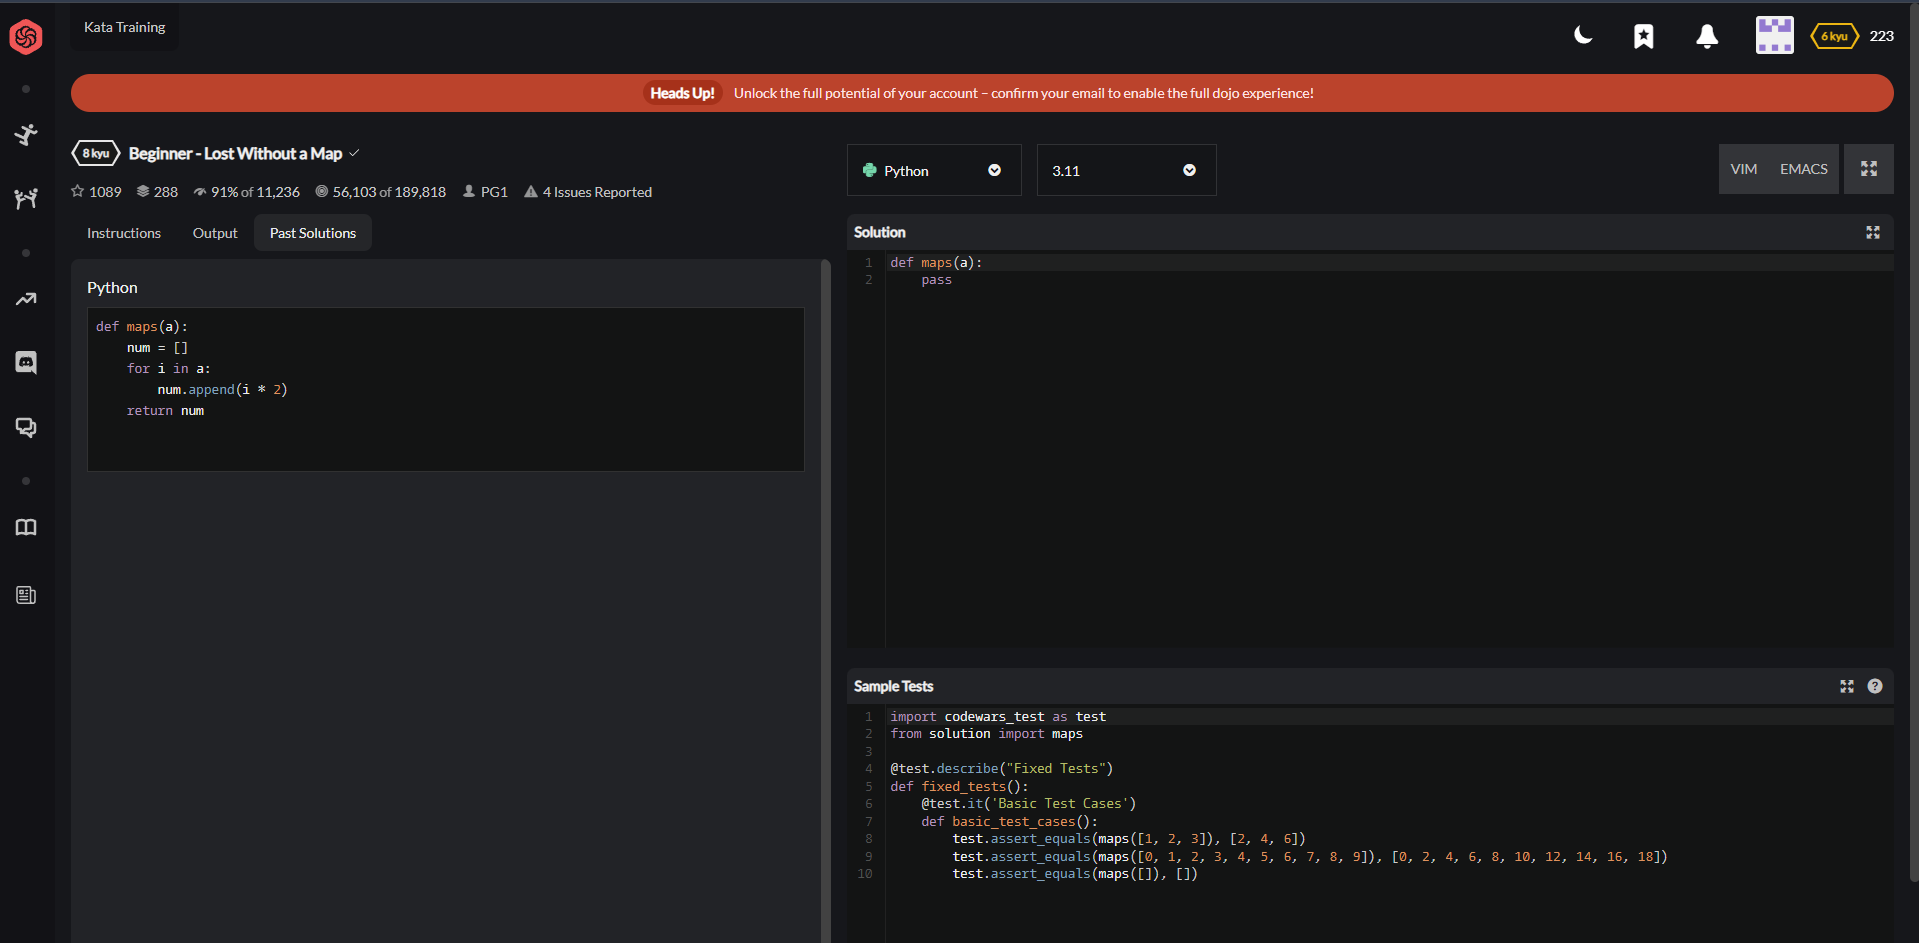 Kata Training
6 kyu 223
Heads Up! Unlock the full potential of your account – confirm your email to enable the full dojo experience!
8 kyu Beginner - Lost Without a Map
1089 288 91% of 11,236 56,103 of 189,818 PG1 4 Issues Reported
Instructions Output Past Solutions
Python
def maps(a):
    num = []
    for i in a:
        num.append(i * 2)
    return num
Python 3.11 VIM EMACS
Solution
1 def maps(a):
2     pass
Sample Tests ?
1 import codewars_test as test
2 from solution import maps
3
4 @test.describe("Fixed Tests")
5 def fixed_tests():
6     @test.it('Basic Test Cases')
7     def basic_test_cases():
8         test.assert_equals(maps([1, 2, 3]), [2, 4, 6])
9         test.assert_equals(maps([0, 1, 2, 3, 4, 5, 6, 7, 8, 9]), [0, 2, 4, 6, 8, 10, 12, 14, 16, 18])
10         test.assert_equals(maps([]), [])